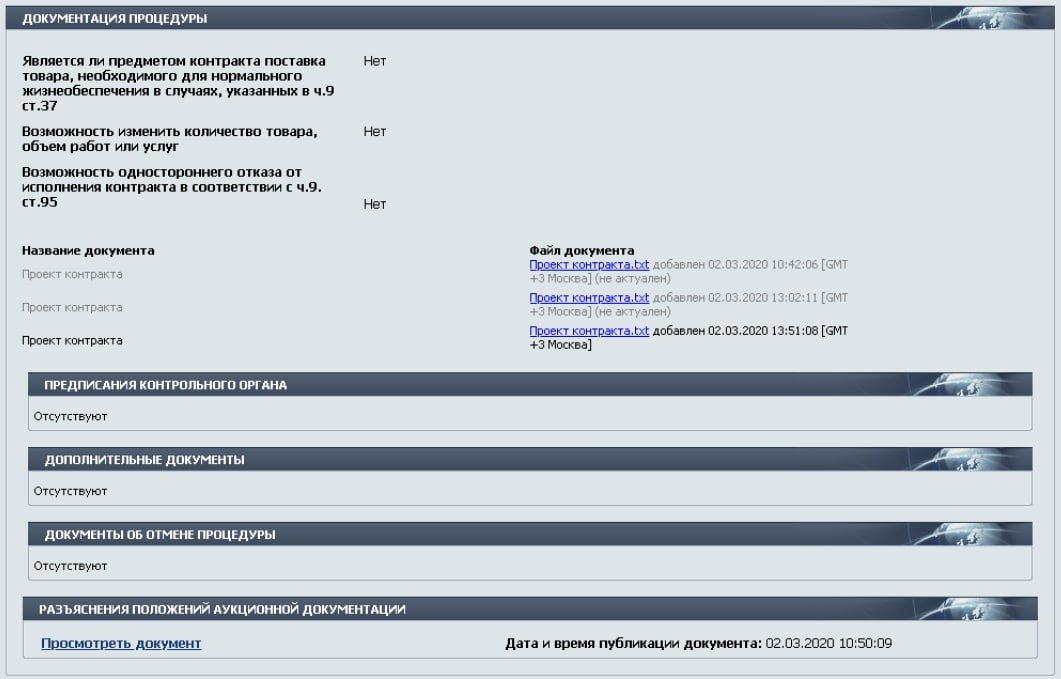 ДОКУМЕНТАЦИЯ ПРОЦЕДУРЫ
Является ли предметом контракта поставка
товара, необходимого для нормального
жизнеобеспечения в случаях, указанных в ч.9
ст.37
Нет
Возможность изменить количество товара,
объем работ или услуг
Нет
Возможность одностороннего отказа от
исполнения контракта в соответствии с ч.9.
ст.95
Нет
Название документа
Файл документа
Проект контракта
Проект контракта.txt добавлен 02.03.2020 10:42:06 [GMT
+3 Москва] (не актуален)
Проект контракта
Проект контракта.txt добавлен 02.03.2020 13:02:11 [GMT
+3 Москва] (не актуален)
Проект контракта
Проект контракта.txt добавлен 02.03.2020 13:51:08 [GMT
+3 Москва]
ПРЕДПИСАНИЯ КОНТРОЛЬНОГО ОРГАНА
Отсутствуют
ДОПОЛНИТЕЛЬНЫЕ ДОКУМЕНТЫ
Отсутствуют
ДОКУМЕНТЫ ОБ ОТМЕНЕ ПРОЦЕДУРЫ
Отсутствуют
РАЗЪЯСНЕНИЯ ПОЛОЖЕНИЙ АУКЦИОННОЙ ДОКУМЕНТАЦИИ
Просмотреть документ
Дата и время публикации документа: 02.03.2020 10:50:09